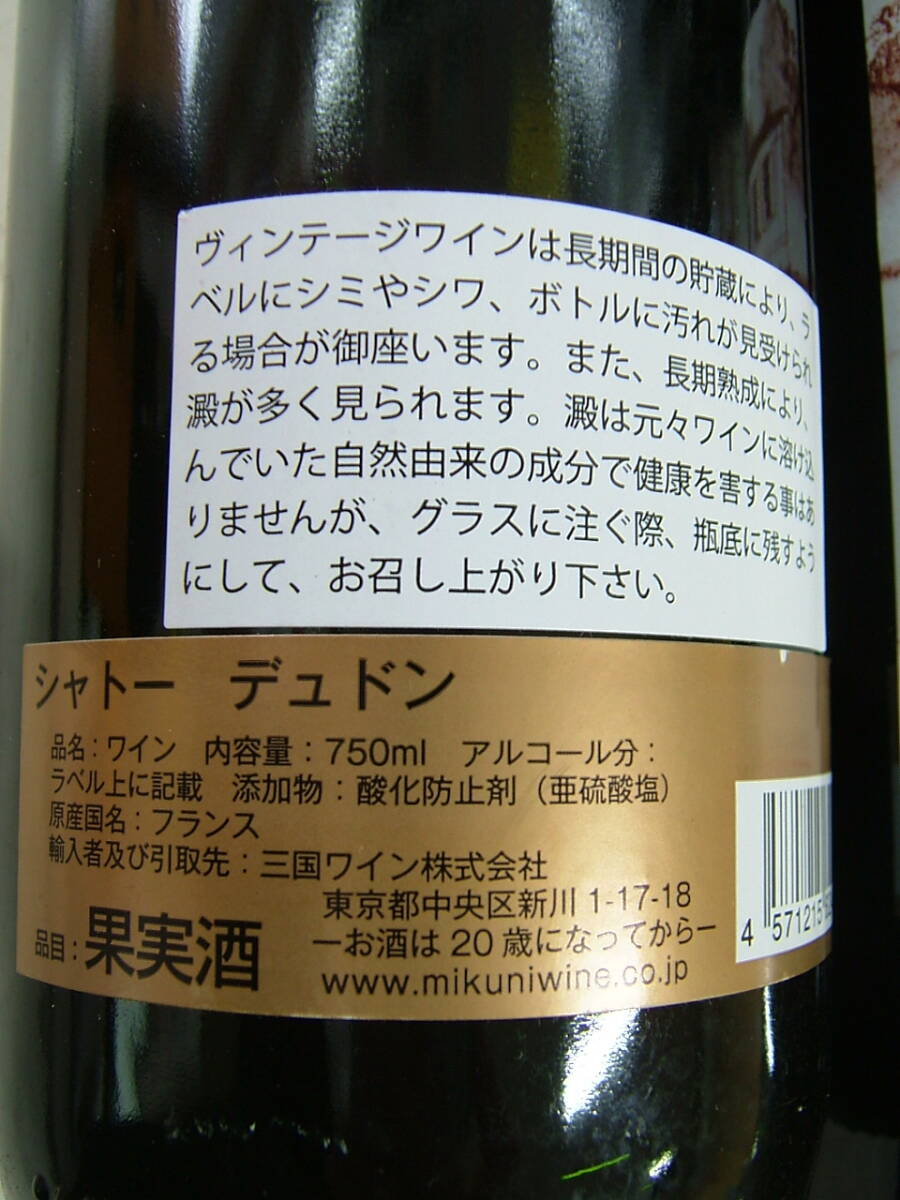 ヴィンテージワインは長期間の貯蔵により、ラ
ベルにシミやシワ、ボトルに汚れが見受けられ
る場合が御座います。また、長期熟成により、
澱が多く見られます。澱は元々ワインに溶け込
んでいた自然由来の成分で健康を害する事はあ
りませんが、グラスに注ぐ際、瓶底に残すよう
にして、お召し上がり下さい。
シャトー デュドン
品名：ワイン 内容量：750ml アルコール分：
ラベル上に記載 添加物：酸化防止剤（亜硫酸塩）
原産国名：フランス
輸入者及び引取先：三国ワイン株式会社
東京都中央区新川 1-17-18
ーお酒は 20 歳になってからー
品目：果実酒
www.mikuniwine.co.jp
4 571215